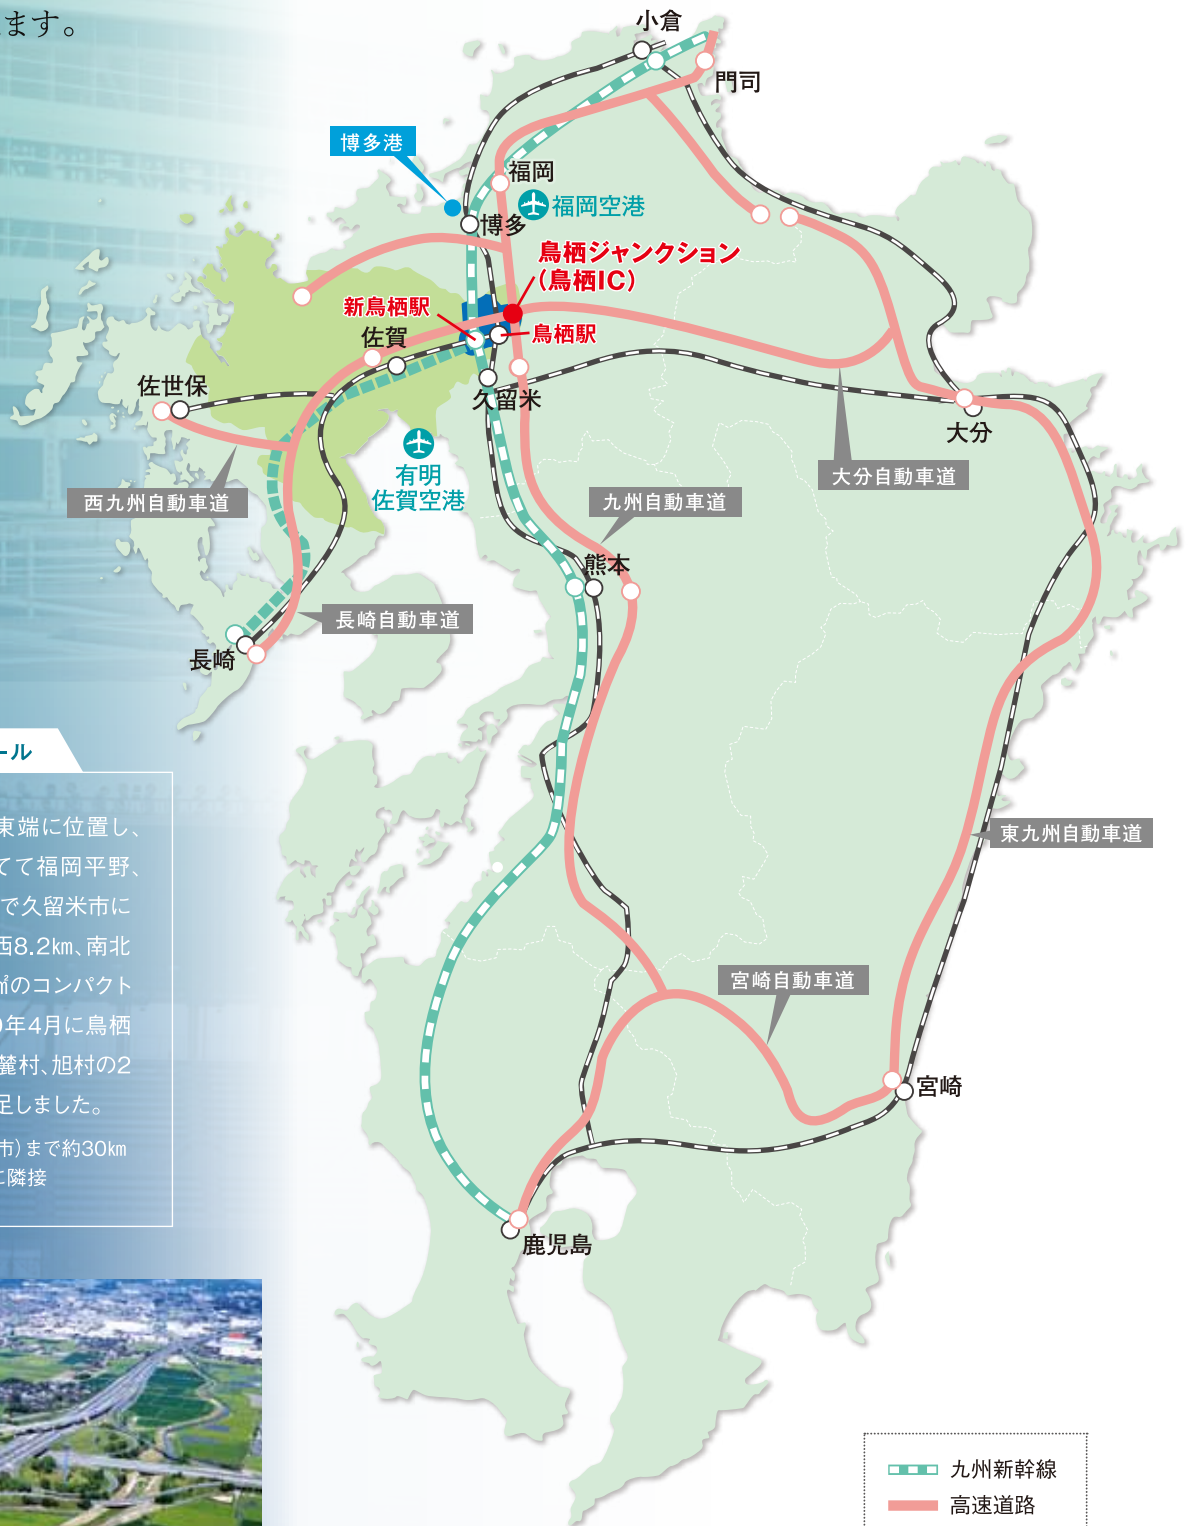 ます。
小倉
門司
博多港
福岡
福岡空港
博多
鳥栖ジャンクション
(鳥栖IC)
新鳥栖駅
鳥栖駅
佐賀
佐世保
久留米
大分
有明
佐賀空港
大分自動車道
西九州自動車道
九州自動車道
熊本
長崎自動車道
長崎
東九州自動車道
宮崎自動車道
宮崎
鹿児島
ール
東端に位置し、
てて福岡平野、
で久留米市に
西8.2㎞、南北
㎢のコンパクト
年4月に鳥栖
麓村、旭村の2
足しました。
市)まで約30㎞
に隣接
九州新幹線
高速道路